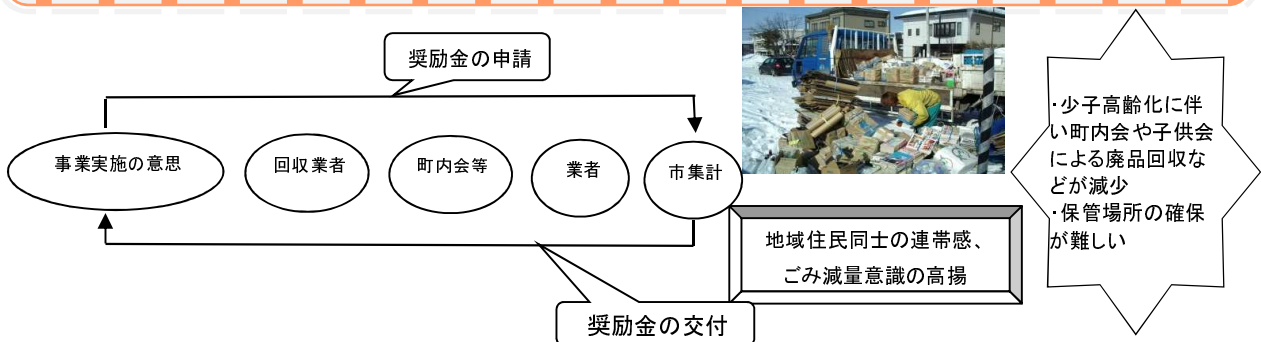 奨励金の申請
事業実施の意思
回収業者
町内会等
業者
市集計
奨励金の交付
地域住民同士の連帯感、
ごみ減量意識の高揚
・少子高齢化に伴
い町内会や子供会
による廃品回収な
どが減少
・保管場所の確保
が難しい